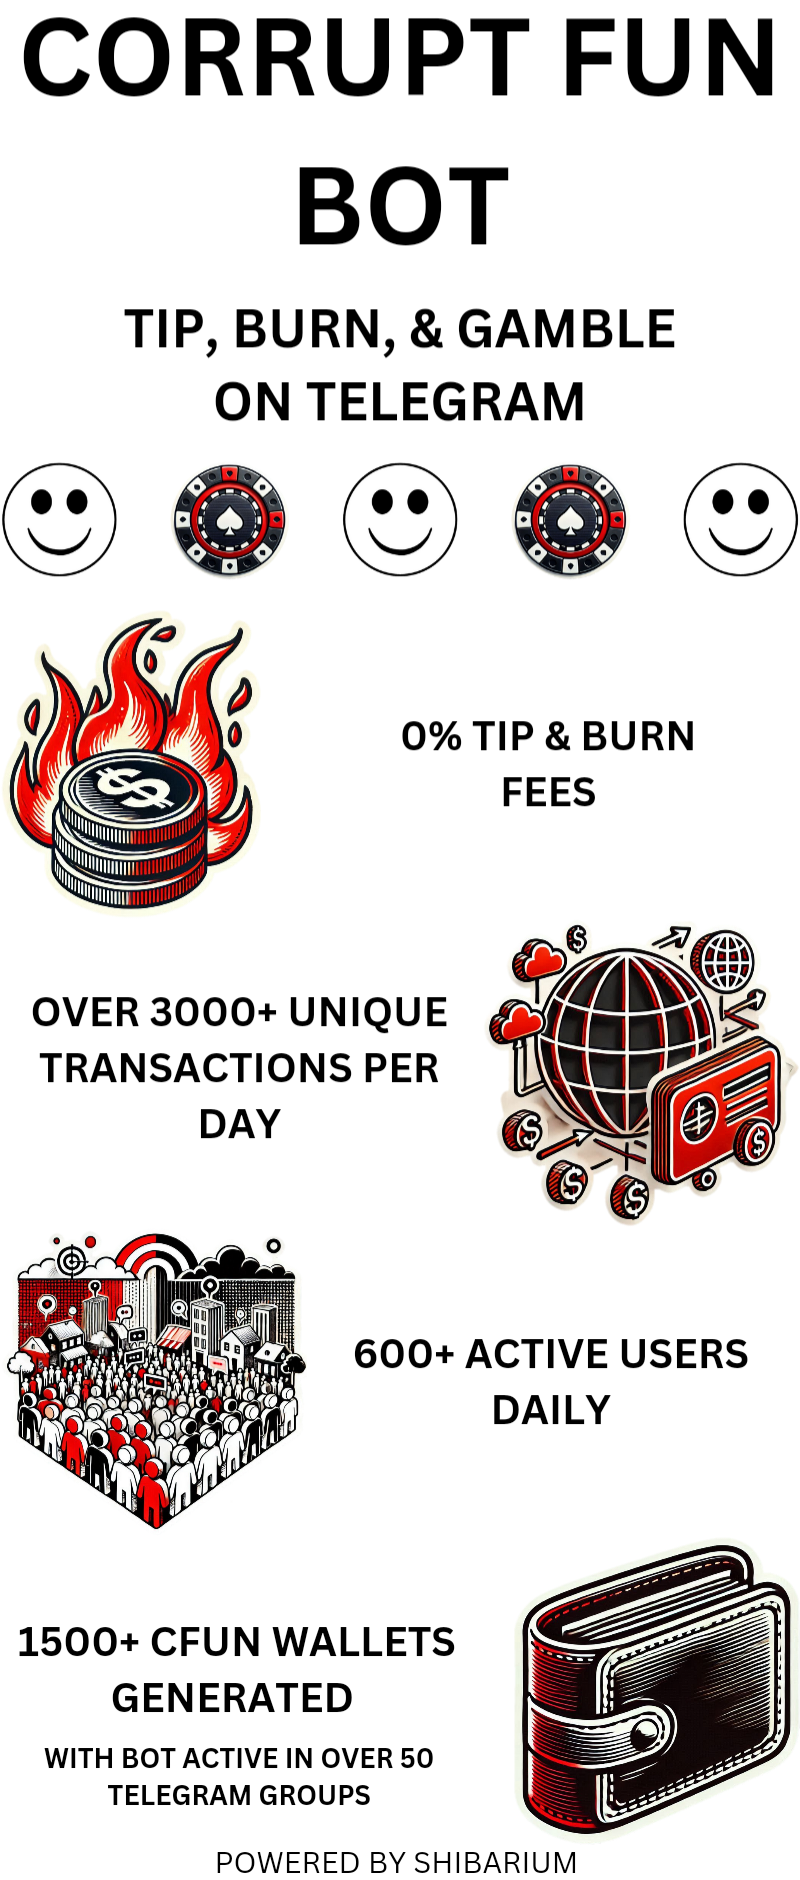 CORRUPT FUN
BOT
TIP, BURN, & GAMBLE
ON TELEGRAM
0% TIP & BURN
FEES
OVER 3000+ UNIQUE
TRANSACTIONS PER
DAY
600+ ACTIVE USERS
DAILY
1500+ CFUN WALLETS
GENERATED
WITH BOT ACTIVE IN OVER 50
TELEGRAM GROUPS
POWERED BY SHIBARIUM